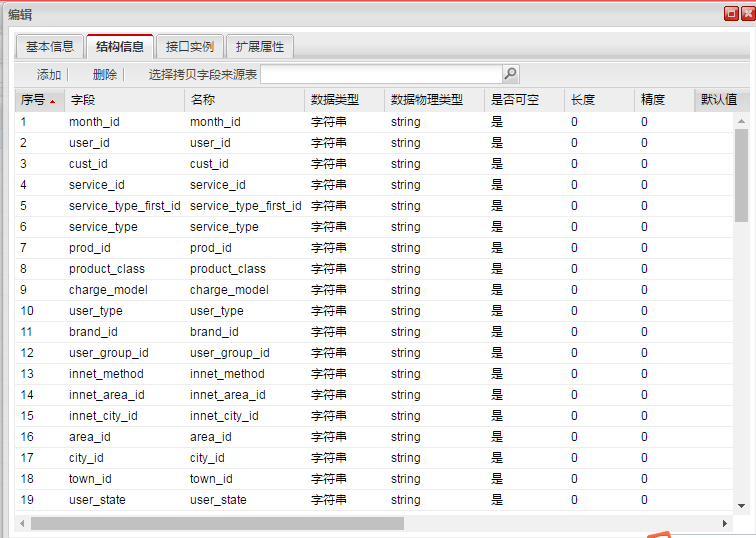 编辑
基本信息 结构信息 接口实例 扩展属性
添加 删除 选择拷贝字段来源表
序号 字段 名称 数据类型 数据物理类型 是否可空 长度 精度 默认值
1 month_id month_id 字符串 string 是 0 0
2 user_id user_id 字符串 string 是 0 0
3 cust_id cust_id 字符串 string 是 0 0
4 service_id service_id 字符串 string 是 0 0
5 service_type_first_id service_type_first_id 字符串 string 是 0 0
6 service_type service_type 字符串 string 是 0 0
7 prod_id prod_id 字符串 string 是 0 0
8 product_class product_class 字符串 string 是 0 0
9 charge_model charge_model 字符串 string 是 0 0
10 user_type user_type 字符串 string 是 0 0
11 brand_id brand_id 字符串 string 是 0 0
12 user_group_id user_group_id 字符串 string 是 0 0
13 innet_method innet_method 字符串 string 是 0 0
14 innet_area_id innet_area_id 字符串 string 是 0 0
15 innet_city_id innet_city_id 字符串 string 是 0 0
16 area_id area_id 字符串 string 是 0 0
17 city_id city_id 字符串 string 是 0 0
18 town_id town_id 字符串 string 是 0 0
19 user_state user_state 字符串 string 是 0 0